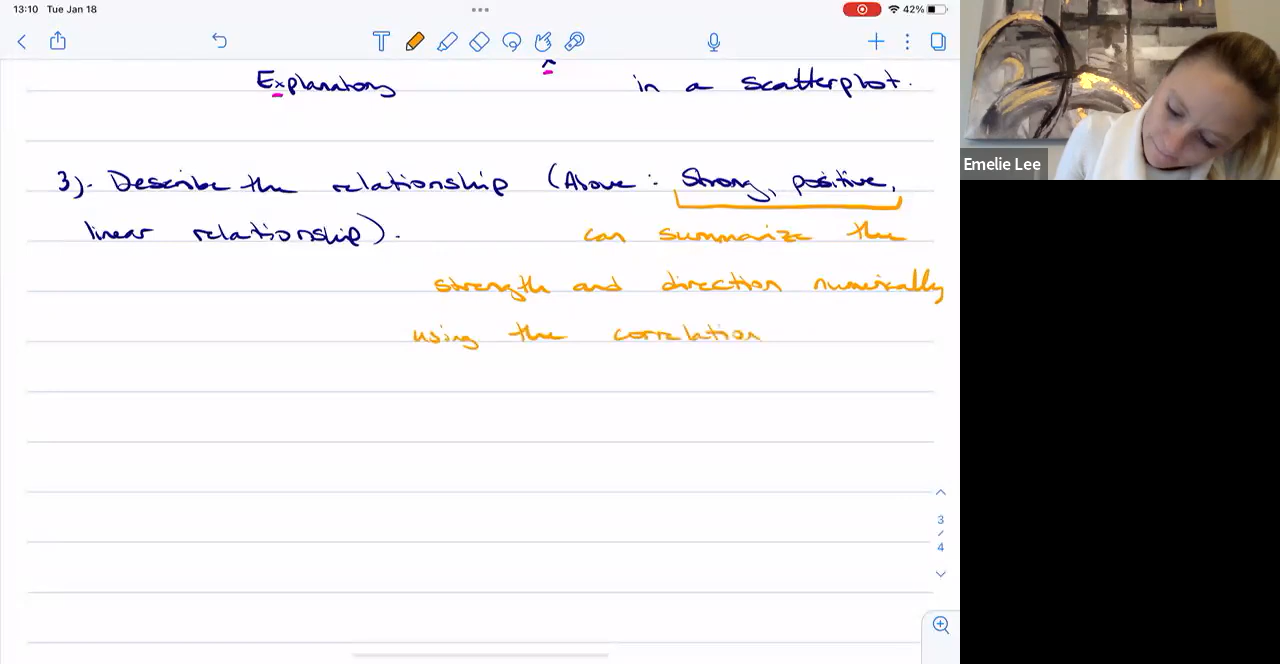 13:10 Tue Jan 18
42%
Explanatory in a scatterplot.
3). Describe the relationship (Above: Strong, positive,
linear relationship). can summarize the
strength and direction numerically
using the correlation
Emelie Lee
3
/
4